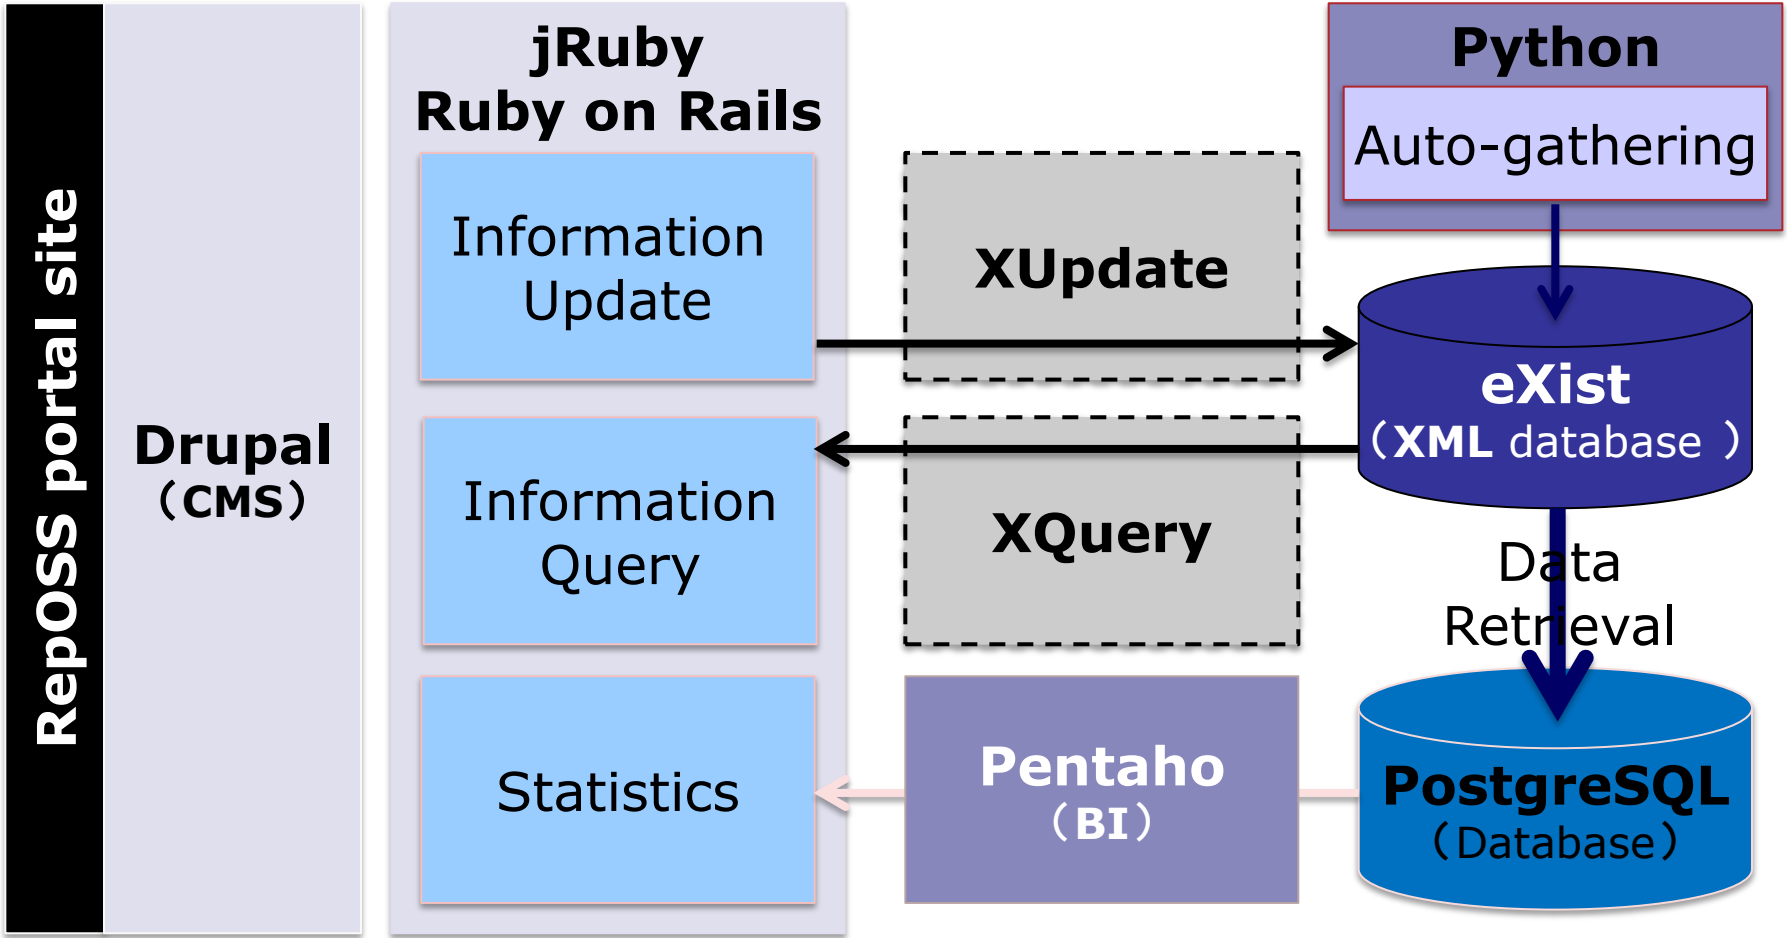 RepOSS portal site
Drupal
（CMS）
jRuby
Ruby on Rails
Information
Update
Information
Query
Statistics
XUpdate
XQuery
Pentaho
（BI）
Python
Auto-gathering
eXist
（XML database ）
Data
Retrieval
PostgreSQL
（Database）